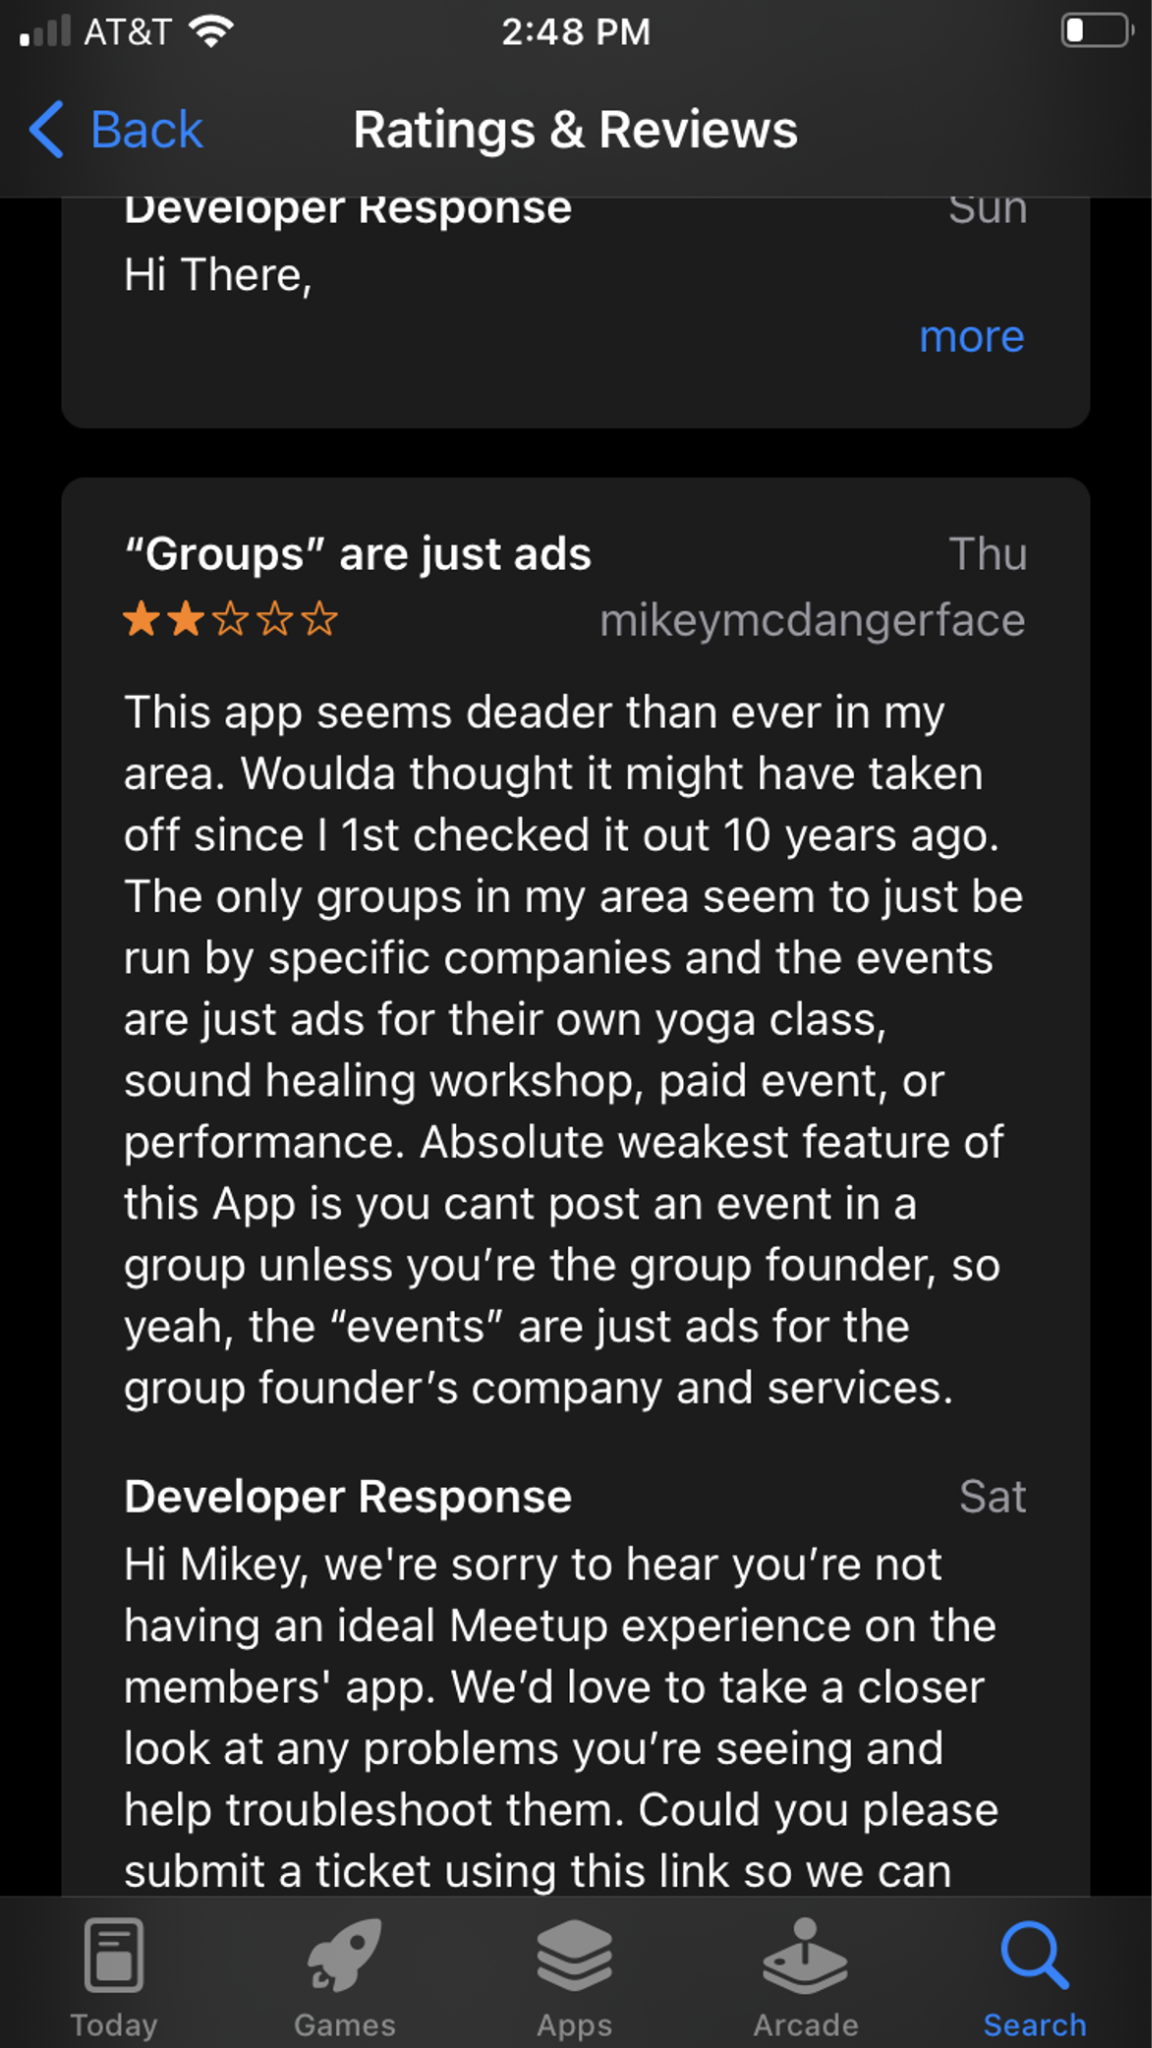 AT&T 2:48 PM
Back Ratings & Reviews
Developer Response Sun
Hi There,
more
“Groups” are just ads Thu
mikeymcdangerface
This app seems deader than ever in my
area. Woulda thought it might have taken
off since I 1st checked it out 10 years ago.
The only groups in my area seem to just be
run by specific companies and the events
are just ads for their own yoga class,
sound healing workshop, paid event, or
performance. Absolute weakest feature of
this App is you cant post an event in a
group unless you’re the group founder, so
yeah, the “events” are just ads for the
group founder’s company and services.
Developer Response Sat
Hi Mikey, we're sorry to hear you’re not
having an ideal Meetup experience on the
members' app. We’d love to take a closer
look at any problems you’re seeing and
help troubleshoot them. Could you please
submit a ticket using this link so we can
Today Games Apps Arcade Search